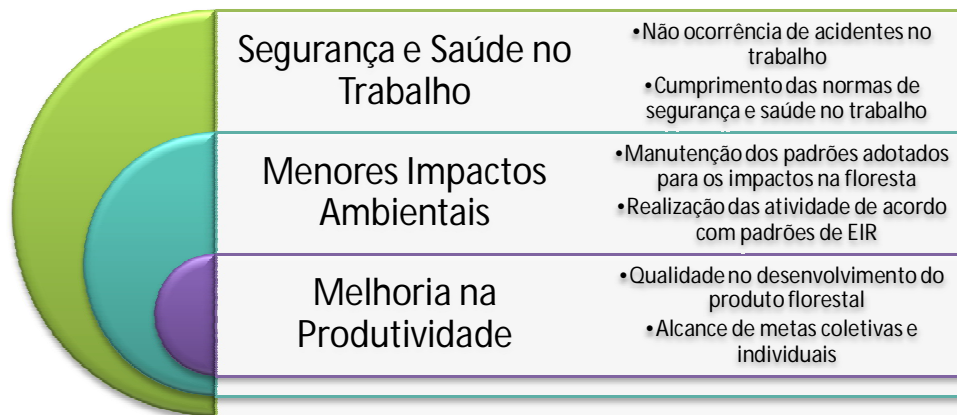 Segurança e Saúde no
Trabalho
•Não ocorrência de acidentes no
trabalho
•Cumprimento das normas de
segurança e saúde no trabalho
Menores Impactos
Ambientais
•Manutenção dos padrões adotados
para os impactos na floresta
•Realização das atividade de acordo
com padrões de EIR
Melhoria na
Produtividade
•Qualidade no desenvolvimento do
produto florestal
•Alcance de metas coletivas e
individuais